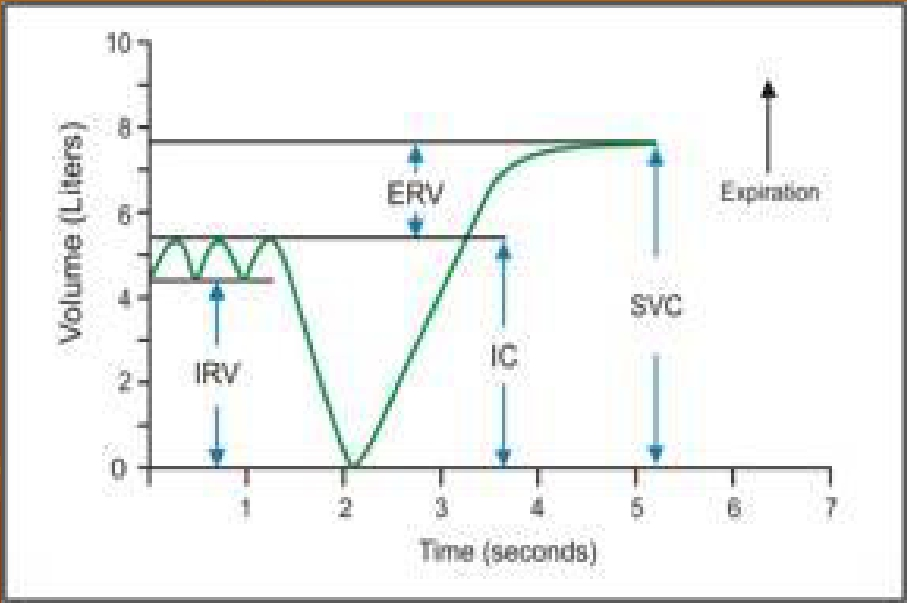 10
8
6
4
2
0
Volume (Liters)
ERV
IRV
IC
SVC
Expiration
1
2
3
4
5
6
7
Time (seconds)